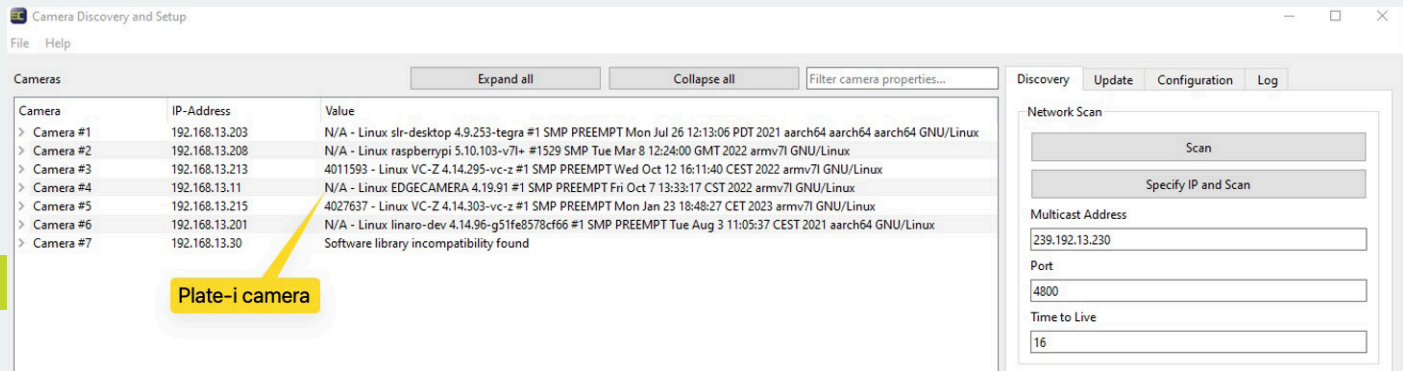 Camera Discovery and Setup
File Help
Cameras Expand all Collapse all Filter camera properties... Discovery Update Configuration Log
Camera IP-Address Value
Network Scan
Camera #1 192.168.13.203 N/A - Linux slr-desktop 4.9.253-tegra #1 SMP PREEMPT Mon Jul 26 12:13:06 PDT 2021 aarch64 aarch64 aarch64 GNU/Linux
Camera #2 192.168.13.208 N/A - Linux raspberrypi 5.10.103-v7l+ #1529 SMP Tue Mar 8 12:24:00 GMT 2022 armv7l GNU/Linux
Scan
Camera #3 192.168.13.213 4011593 - Linux VC-Z 4.14.295-vc-z #1 SMP PREEMPT Wed Oct 12 16:11:40 CEST 2022 armv7l GNU/Linux
Camera #4 192.168.13.11 N/A - Linux EDGECAMERA 4.19.91 #1 SMP PREEMPT Fri Oct 7 13:33:17 CST 2022 armv7l GNU/Linux
Specify IP and Scan
Camera #5 192.168.13.215 4027637 - Linux VC-Z 4.14.303-vc-z #1 SMP PREEMPT Mon Jan 23 18:48:27 CET 2023 armv7l GNU/Linux
Camera #6 192.168.13.201 N/A - Linux linaro-dev 4.14.96-g51fe8578cf66 #1 SMP PREEMPT Tue Aug 3 11:05:37 CEST 2021 aarch64 GNU/Linux
Camera #7 192.168.13.30 Software library incompatibility found
Multicast Address
239.192.13.230
Port
4800
Time to Live
16
Plate-i camera